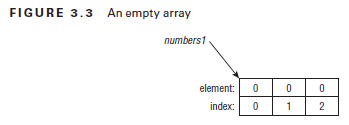 FIGURE 3.3 An empty array
numbers1
element: 0 0 0
index: 0 1 2